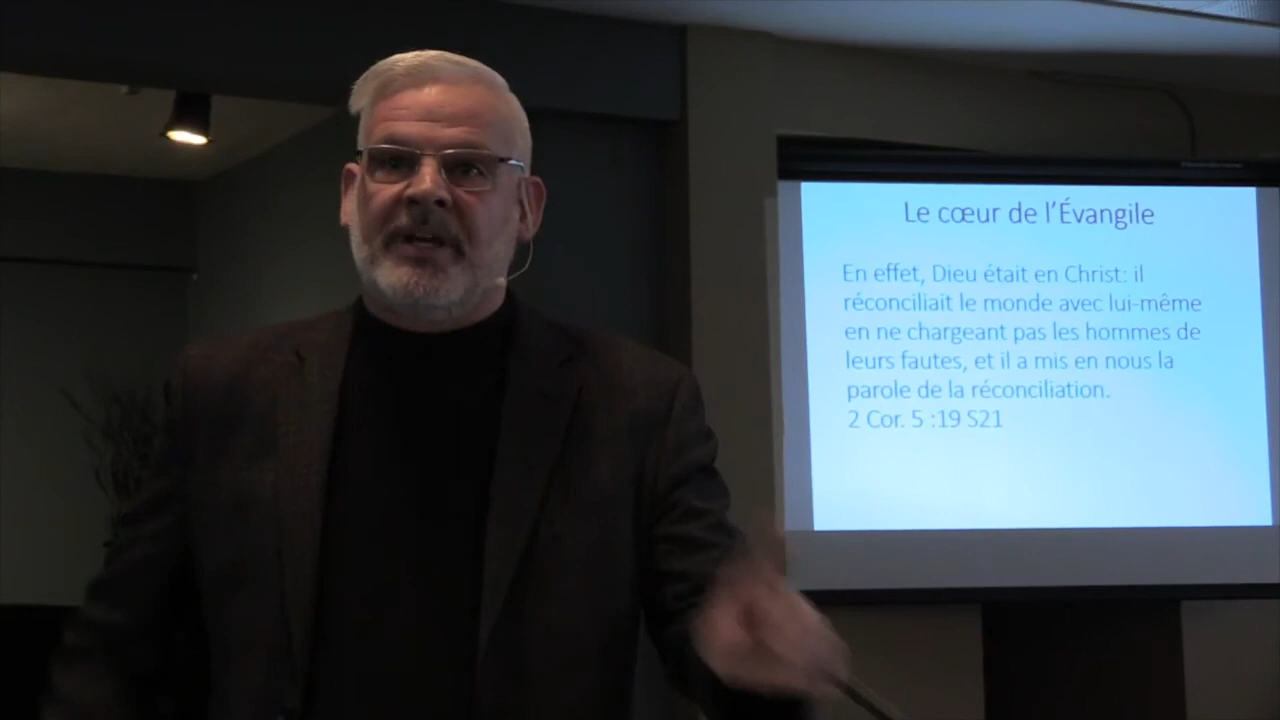 Le cœur de l’Évangile
En effet, Dieu était en Christ: il
réconciliait le monde avec lui-même
en ne chargeant pas les hommes de
leurs fautes, et il a mis en nous la
parole de la réconciliation.
2 Cor. 5 :19 S21